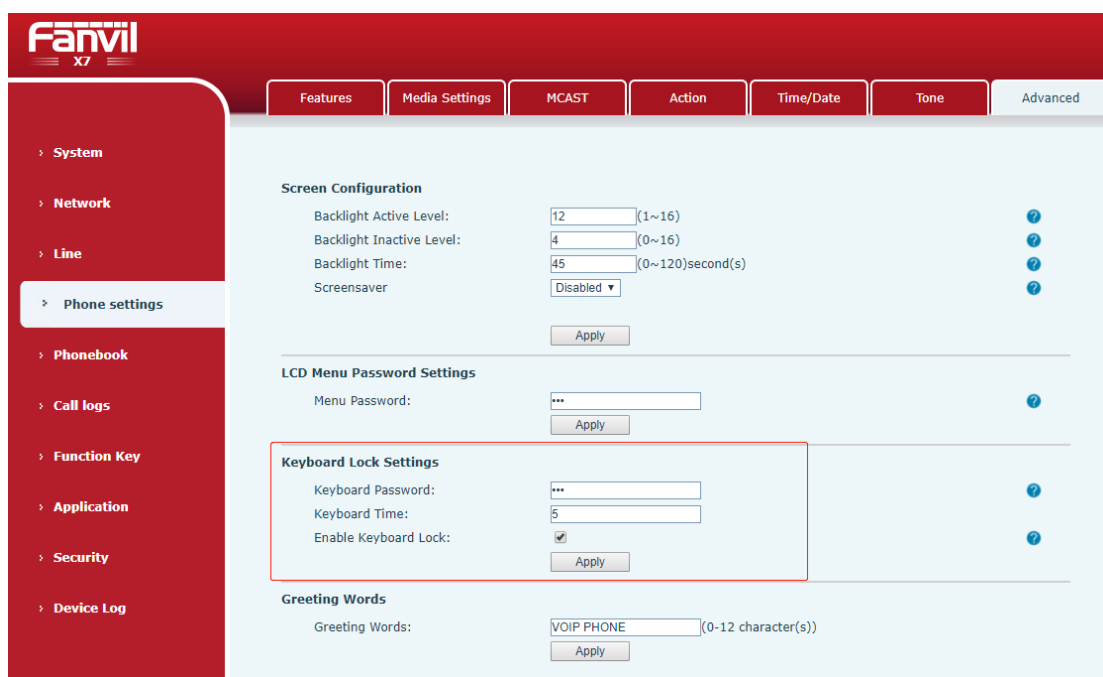 Fanvil
X7
Features Media Settings MCAST Action Time/Date Tone Advanced
› System
› Network
› Line
› Phone settings
› Phonebook
› Call logs
› Function Key
› Application
› Security
› Device Log
Screen Configuration
Backlight Active Level: 12 (1~16)
Backlight Inactive Level: 4 (0~16)
Backlight Time: 45 (0~120)second(s)
Screensaver Disabled
Apply
LCD Menu Password Settings
Menu Password: •••
Apply
Keyboard Lock Settings
Keyboard Password: •••
Keyboard Time: 5
Enable Keyboard Lock:
Apply
Greeting Words
Greeting Words: VOIP PHONE (0-12 character(s))
Apply